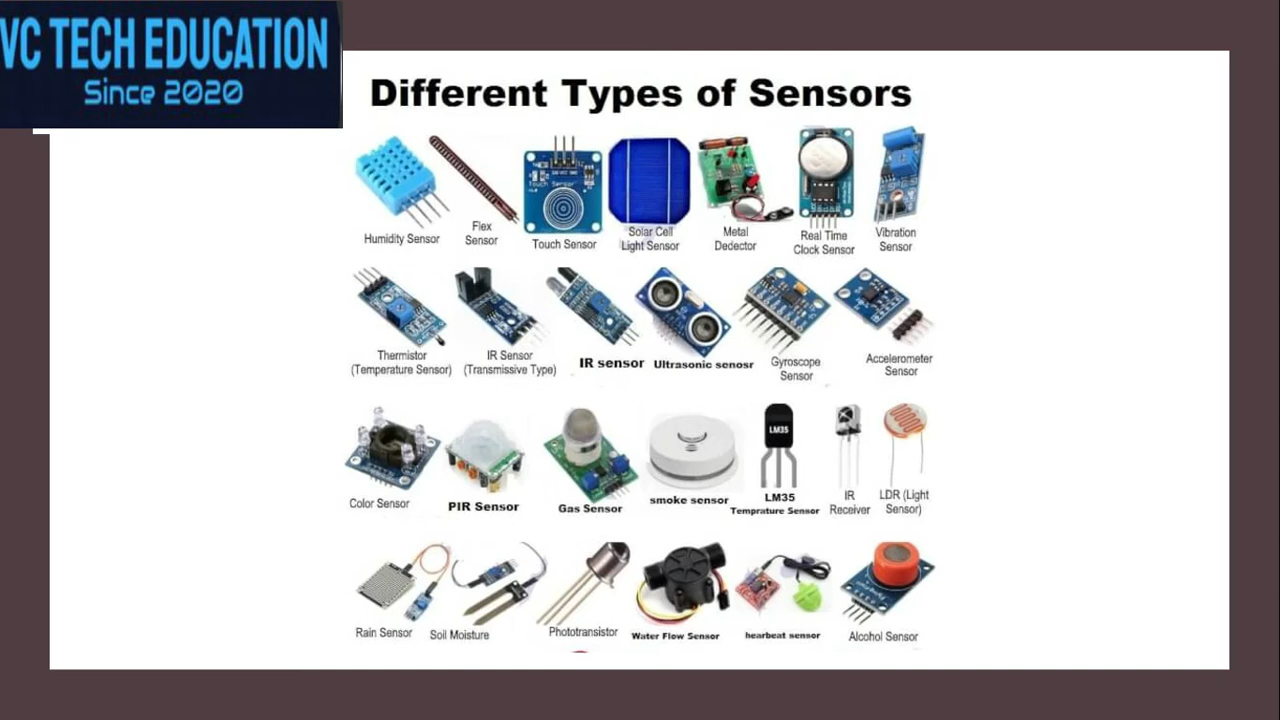 VC TECH EDUCATION
Since 2020
Different Types of Sensors
Humidity Sensor
Flex
Sensor
Touch Sensor
Touch Sensor
Solar Cell
Light Sensor
Metal
Dedector
Real Time
Clock Sensor
Vibration
Sensor
Thermistor
(Temperature Sensor)
IR Sensor
(Transmissive Type)
IR sensor
Ultrasonic senosr
Gyroscope
Sensor
Accelerometer
Sensor
Color Sensor
PIR Sensor
Gas Sensor
smoke sensor
LM35
LM35
Temprature Sensor
IR
Receiver
LDR (Light
Sensor)
Rain Sensor
Soil Moisture
Phototransistor
Water Flow Sensor
hearbeat sensor
Alcohol Sensor